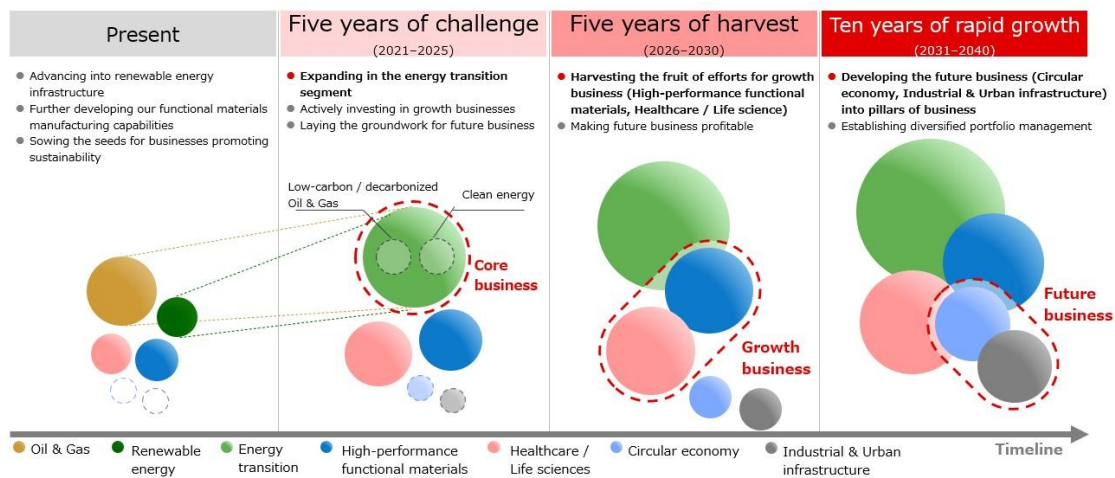 Present
Five years of challenge
(2021–2025)
Five years of harvest
(2026–2030)
Ten years of rapid growth
(2031–2040)
Advancing into renewable energy
infrastructure
Further developing our functional materials
manufacturing capabilities
Sowing the seeds for businesses promoting
sustainability
Expanding in the energy transition
segment
Actively investing in growth businesses
Laying the groundwork for future business
Harvesting the fruit of efforts for growth
business (High-performance functional
materials, Healthcare / Life science)
Making future business profitable
Developing the future business (Circular
economy, Industrial & Urban infrastructure)
into pillars of business
Establishing diversified portfolio management
Low-carbon / decarbonized
Oil & Gas
Clean energy
Core
business
Growth
business
Future
business
Timeline
Oil & Gas
Renewable
energy
Energy
transition
High-performance
functional materials
Healthcare /
Life sciences
Circular economy
Industrial & Urban
infrastructure